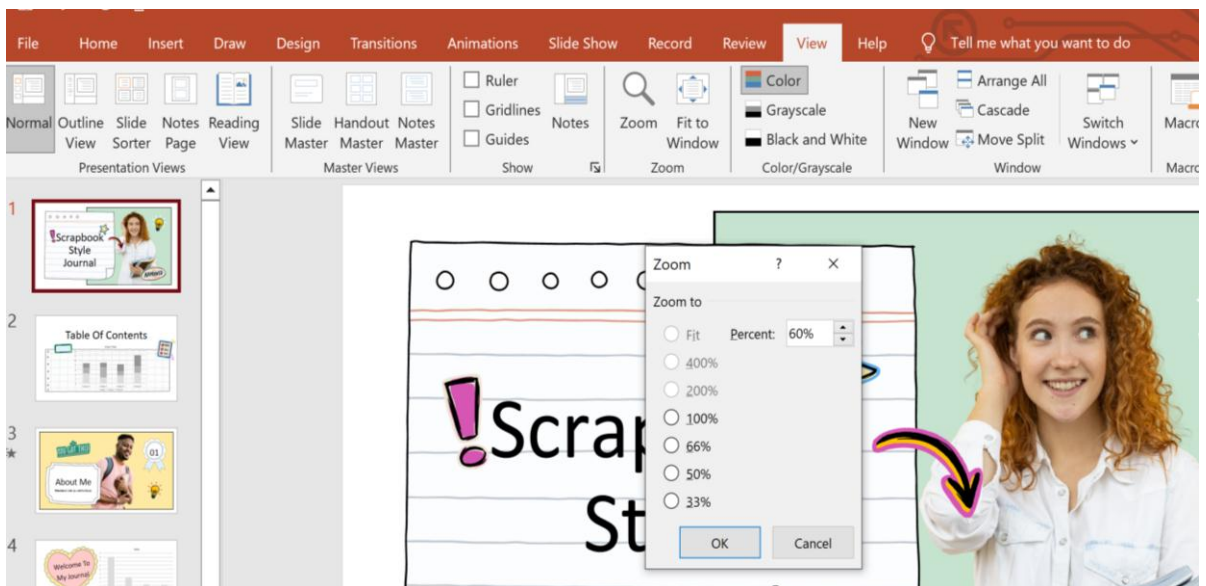 File Home Insert Draw Design Transitions Animations Slide Show Record Review View Help Tell me what you want to do
Normal Outline View Slide Sorter Notes Page Reading View
Presentation Views
Slide Master Handout Master Notes Master
Master Views
Ruler
Gridlines
Guides
Notes
Show
Zoom Fit to Window
Zoom
Color
Grayscale
Black and White
Color/Grayscale
New Window
Arrange All
Cascade
Move Split
Switch Windows
Window
Macro
Macro
1
Scrapbook
Style
Journal
2
Table Of Contents
3
About Me
01
4
Welcome To
My Journal
!Scrap
St
Zoom ? ×
Zoom to
Fit Percent: 60%
400%
200%
100%
66%
50%
33%
OK Cancel